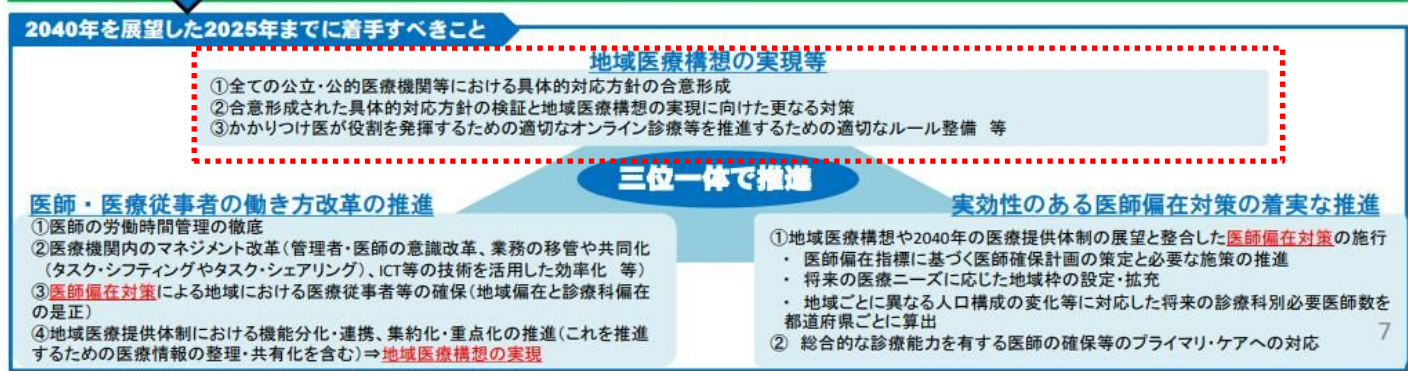 2040年を展望した2025年までに着手すべきこと
地域医療構想の実現等
①全ての公立・公的医療機関等における具体的対応方針の合意形成
②合意形成された具体的対応方針の検証と地域医療構想の実現に向けた更なる対策
③かかりつけ医が役割を発揮するための適切なオンライン診療等を推進するための適切なルール整備 等
三位一体で推進
医師・医療従事者の働き方改革の推進
①医師の労働時間管理の徹底
②医療機関内のマネジメント改革(管理者・医師の意識改革、業務の移管や共同化
(タスク・シフティングやタスク・シェアリング)、ICT等の技術を活用した効率化 等)
③医師偏在対策による地域における医療従事者等の確保(地域偏在と診療科偏在
の是正)
④地域医療提供体制における機能分化・連携、集約化・重点化の推進(これを推進
するための医療情報の整理・共有化を含む)⇒地域医療構想の実現
実効性のある医師偏在対策の着実な推進
①地域医療構想や2040年の医療提供体制の展望と整合した医師偏在対策の施行
・ 医師偏在指標に基づく医師確保計画の策定と必要な施策の推進
・ 将来の医療ニーズに応じた地域枠の設定・拡充
・ 地域ごとに異なる人口構成の変化等に対応した将来の診療科別必要医師数を
都道府県ごとに算出
② 総合的な診療能力を有する医師の確保等のプライマリ・ケアへの対応
7